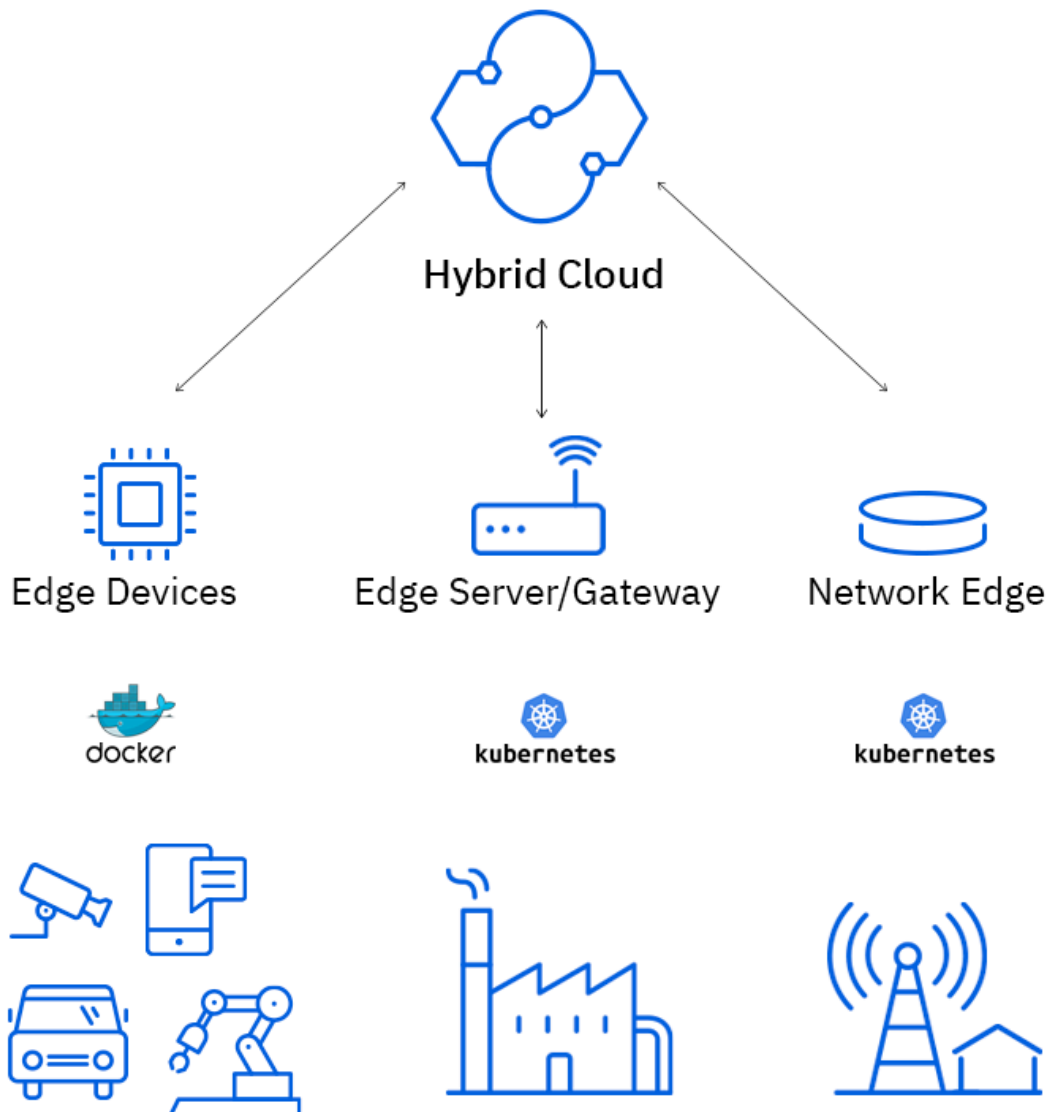 Hybrid Cloud
Edge Devices
Edge Server/Gateway
Network Edge
docker
kubernetes
kubernetes